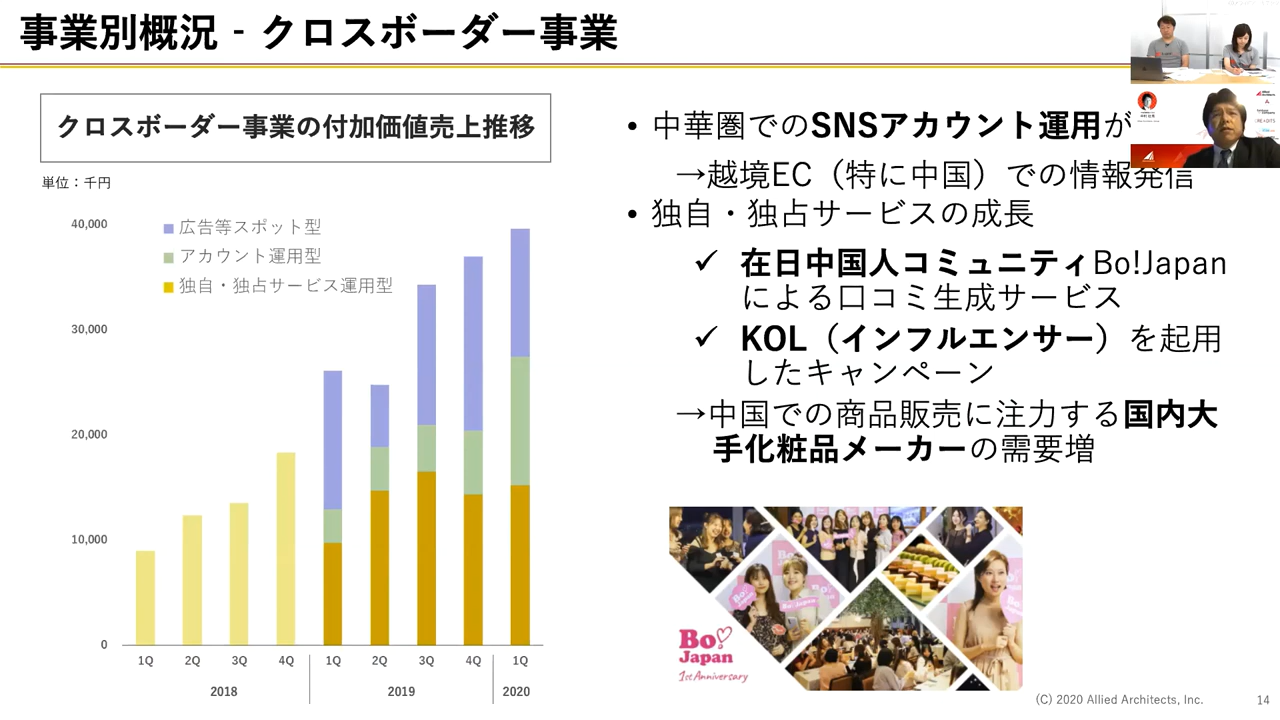 事業別概況 - クロスボーダー事業
クロスボーダー事業の付加価値売上推移
単位：千円
40,000
30,000
20,000
10,000
0
広告等スポット型
アカウント運用型
独自・独占サービス運用型
1Q 2Q 3Q 4Q 1Q 2Q 3Q 4Q 1Q
2018 2019 2020
• 中華圏でのSNSアカウント運用が
→越境EC（特に中国）での情報発信
• 独自・独占サービスの成長
✓ 在日中国人コミュニティBo!Japan
による口コミ生成サービス
✓ KOL（インフルエンサー）を起用
したキャンペーン
→中国での商品販売に注力する国内大
手化粧品メーカーの需要増
Bo!
Japan
Bo! Japan
Bo!
Japan
Bo!
Japan
1st Anniversary
(C) 2020 Allied Architects, Inc.
14